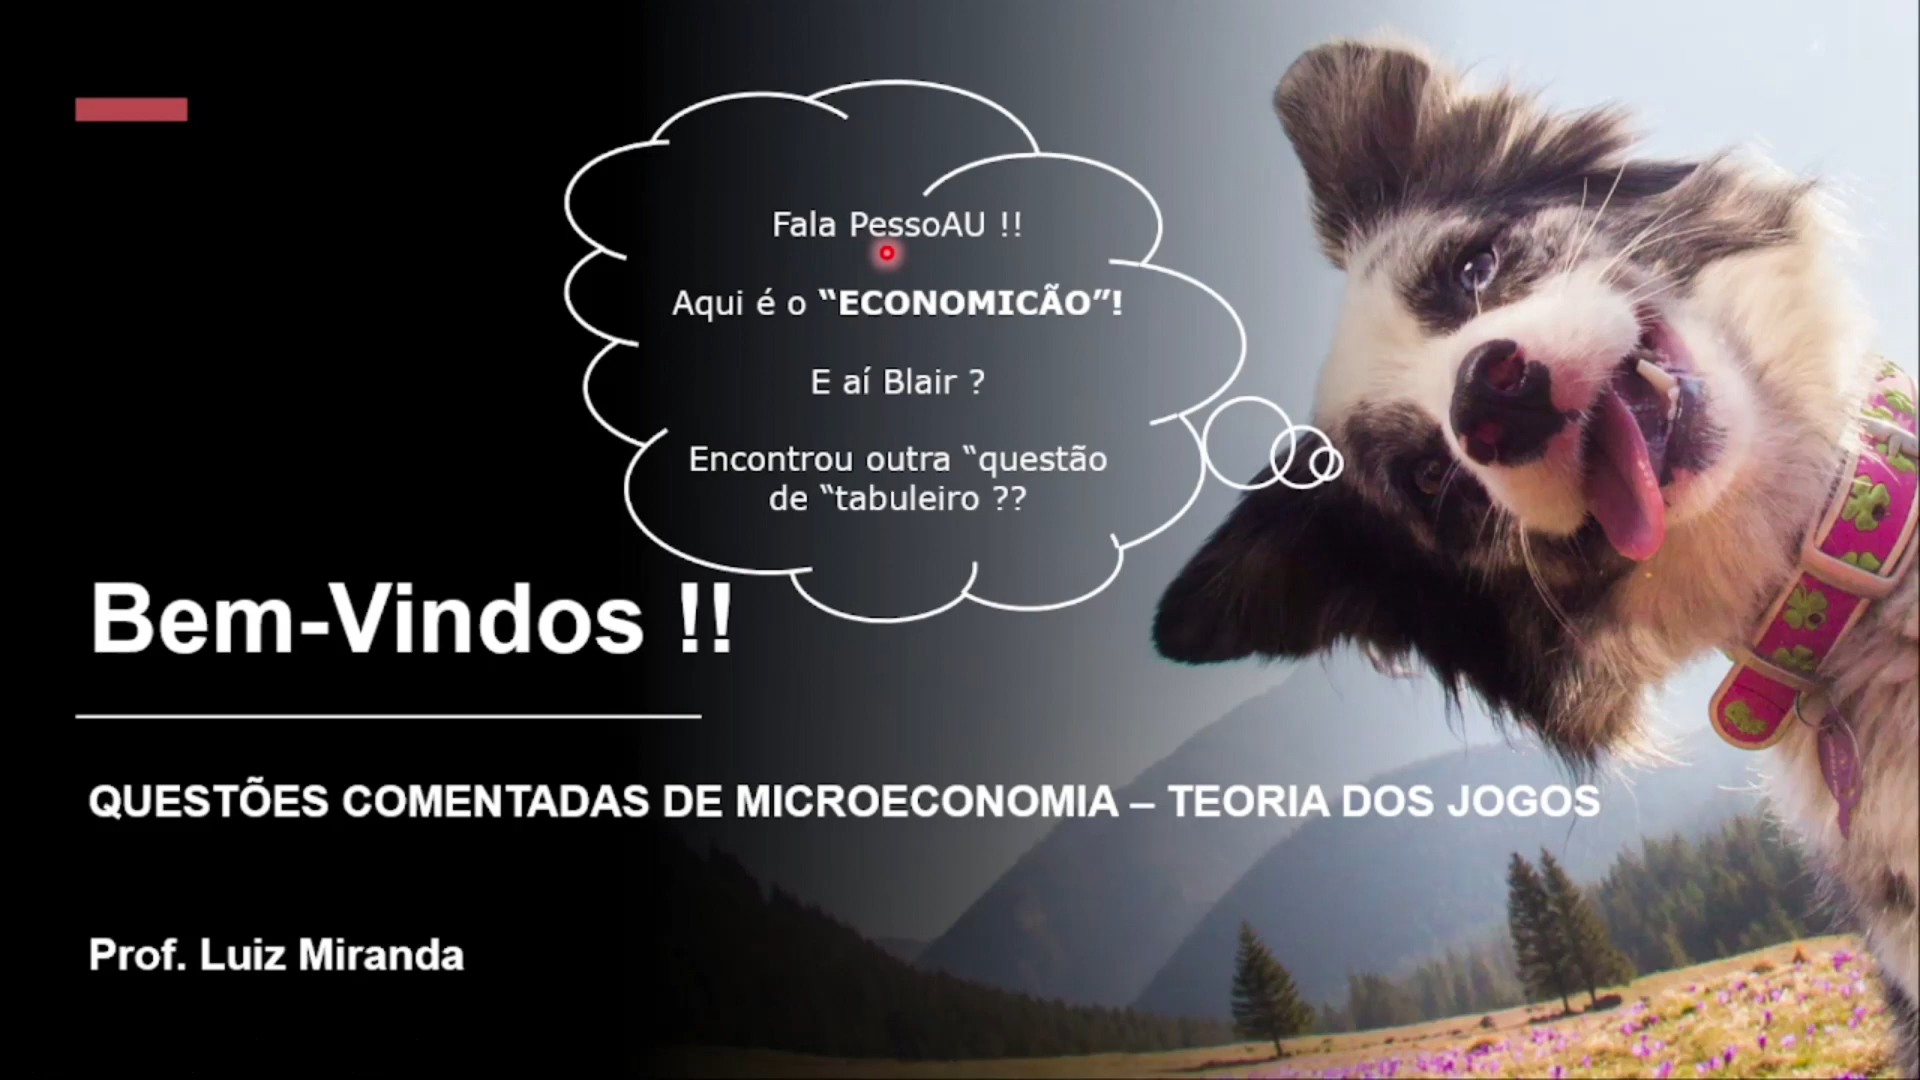 Fala PessoAU !!
Aqui é o “ECONOMICÃO”!
E aí Blair ?
Encontrou outra “questão
de “tabuleiro ??
Bem-Vindos !!
QUESTÕES COMENTADAS DE MICROECONOMIA – TEORIA DOS JOGOS
Prof. Luiz Miranda